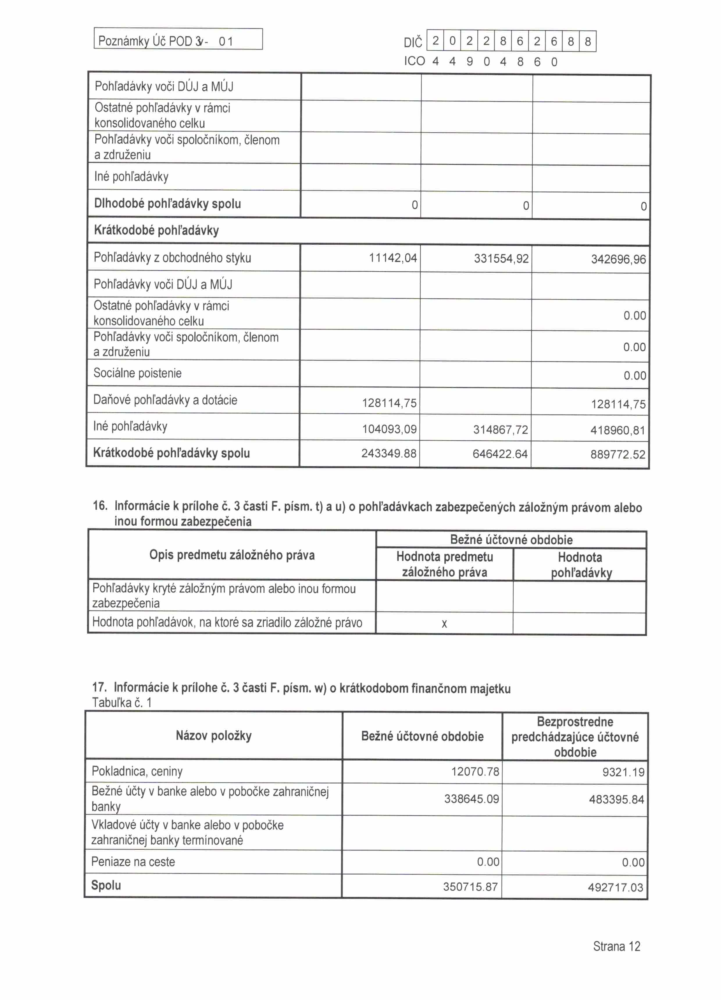 Poznámky Úč POD 3v- 01
DIČ 2 0 2 2 8 6 2 6 8 8
ICO 4 4 9 0 4 8 6 0
Pohľadávky voči DÚJ a MÚJ
Ostatné pohľadávky v rámci
konsolidovaného celku
Pohľadávky voči spoločníkom, členom
a združeniu
Iné pohľadávky
Dlhodobé pohľadávky spolu 0 0 0
Krátkodobé pohľadávky
Pohľadávky z obchodného styku 11142,04 331554,92 342696,96
Pohľadávky voči DÚJ a MÚJ
Ostatné pohľadávky v rámci
konsolidovaného celku 0.00
Pohľadávky voči spoločníkom, členom
a združeniu 0.00
Sociálne poistenie 0.00
Daňové pohľadávky a dotácie 128114,75 128114,75
Iné pohľadávky 104093,09 314867,72 418960,81
Krátkodobé pohľadávky spolu 243349.88 646422.64 889772.52
16. Informácie k prílohe č. 3 časti F. písm. t) a u) o pohľadávkach zabezpečených záložným právom alebo
inou formou zabezpečenia
Bežné účtovné obdobie
Opis predmetu záložného práva
Hodnota predmetu
záložného práva
Hodnota
pohľadávky
Pohľadávky kryté záložným právom alebo inou formou
zabezpečenia
Hodnota pohľadávok, na ktoré sa zriadilo záložné právo x
17. Informácie k prílohe č. 3 časti F. písm. w) o krátkodobom finančnom majetku
Tabuľka č. 1
Názov položky
Bežné účtovné obdobie
Bezprostredne
predchádzajúce účtovné
obdobie
Pokladnica, ceniny 12070.78 9321.19
Bežné účty v banke alebo v pobočke zahraničnej
banky 338645.09 483395.84
Vkladové účty v banke alebo v pobočke
zahraničnej banky termínované
Peniaze na ceste 0.00 0.00
Spolu 350715.87 492717.03
Strana 12